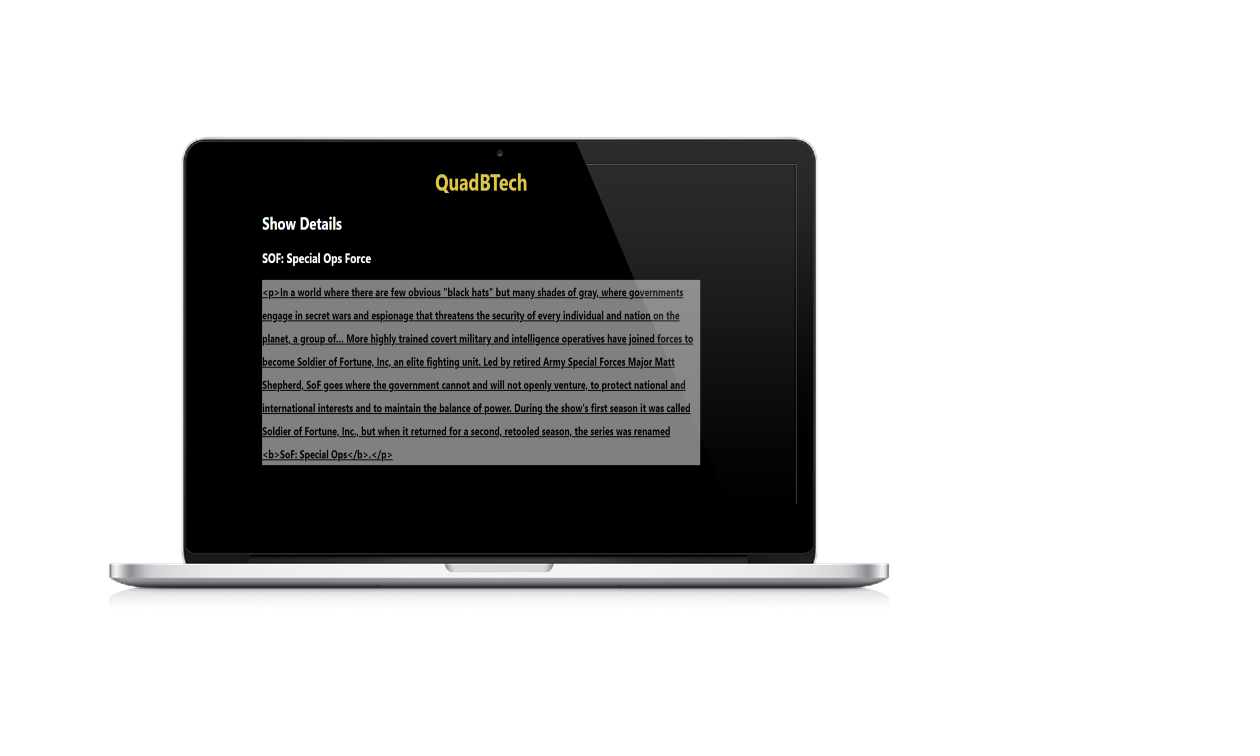 QuadBTech
Show Details
SOF: Special Ops Force
<p>In a world where there are few obvious "black hats" but many shades of gray, where governments
engage in secret wars and espionage that threatens the security of every individual and nation on the
planet, a group of... More highly trained covert military and intelligence operatives have joined forces to
become Soldier of Fortune, Inc, an elite fighting unit. Led by retired Army Special Forces Major Matt
Shepherd, SoF goes where the government cannot and will not openly venture, to protect national and
international interests and to maintain the balance of power. During the show's first season it was called
Soldier of Fortune, Inc., but when it returned for a second, retooled season, the series was renamed
<b>SoF: Special Ops</b>.</p>